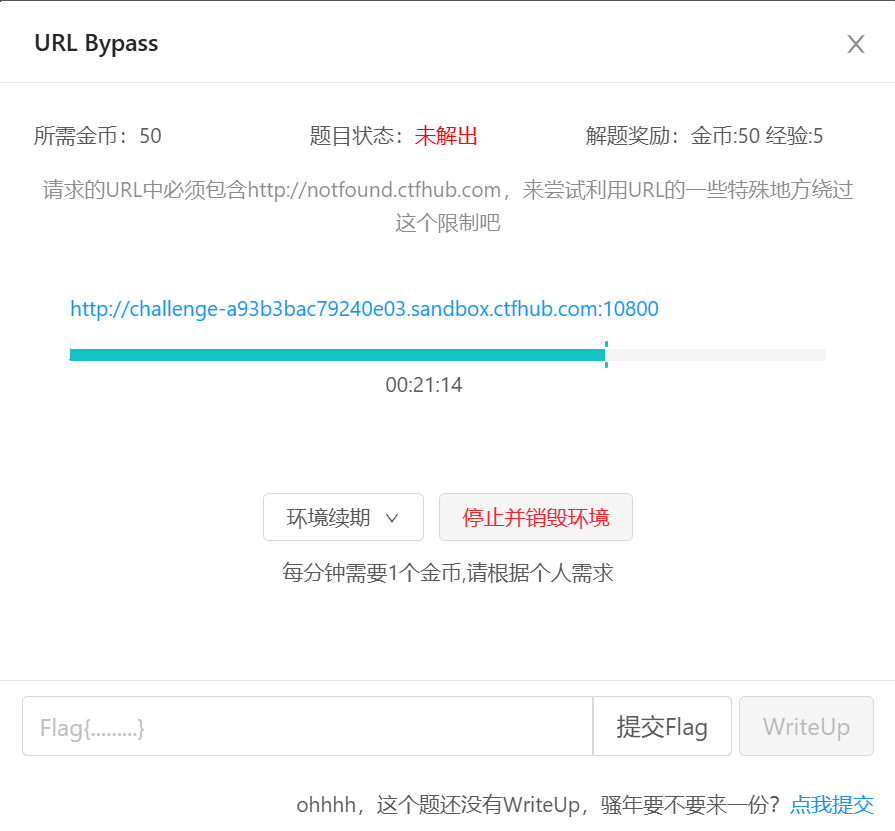 URL Bypass
所需金币：50 题目状态：未解出 解题奖励：金币:50 经验:5
请求的URL中必须包含http://notfound.ctfhub.com，来尝试利用URL的一些特殊地方绕过
这个限制吧
http://challenge-a93b3bac79240e03.sandbox.ctfhub.com:10800
00:21:14
环境续期 停止并销毁环境
每分钟需要1个金币,请根据个人需求
Flag{.........} 提交Flag WriteUp
ohhhh，这个题还没有WriteUp，骚年要不要来一份？点我提交